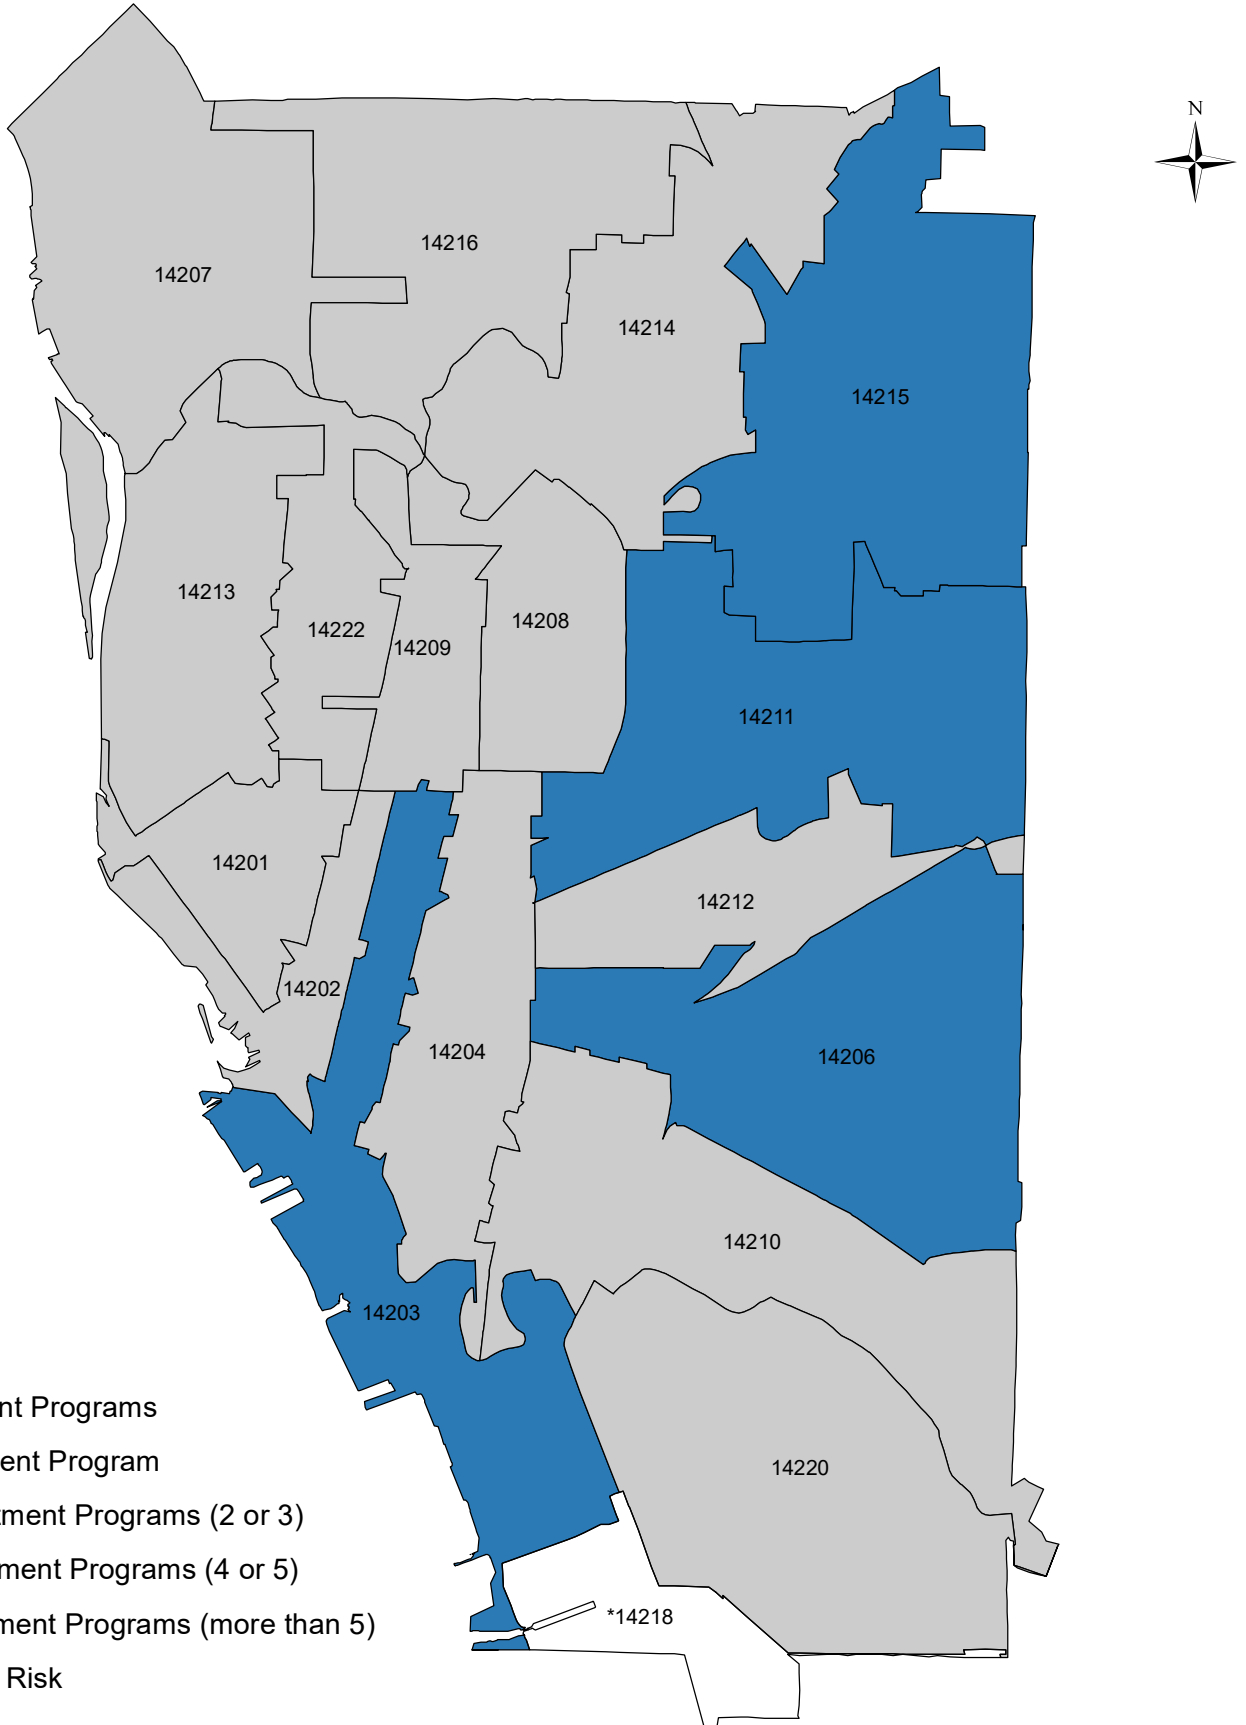 N
14216
14207
14214
14215
14213
14222
14208
14209
14211
14201
14212
14202
14204
14206
14210
14203
nt Programs
ent Program
14220
tment Programs (2 or 3)
ment Programs (4 or 5)
*14218
ment Programs (more than 5)
Risk